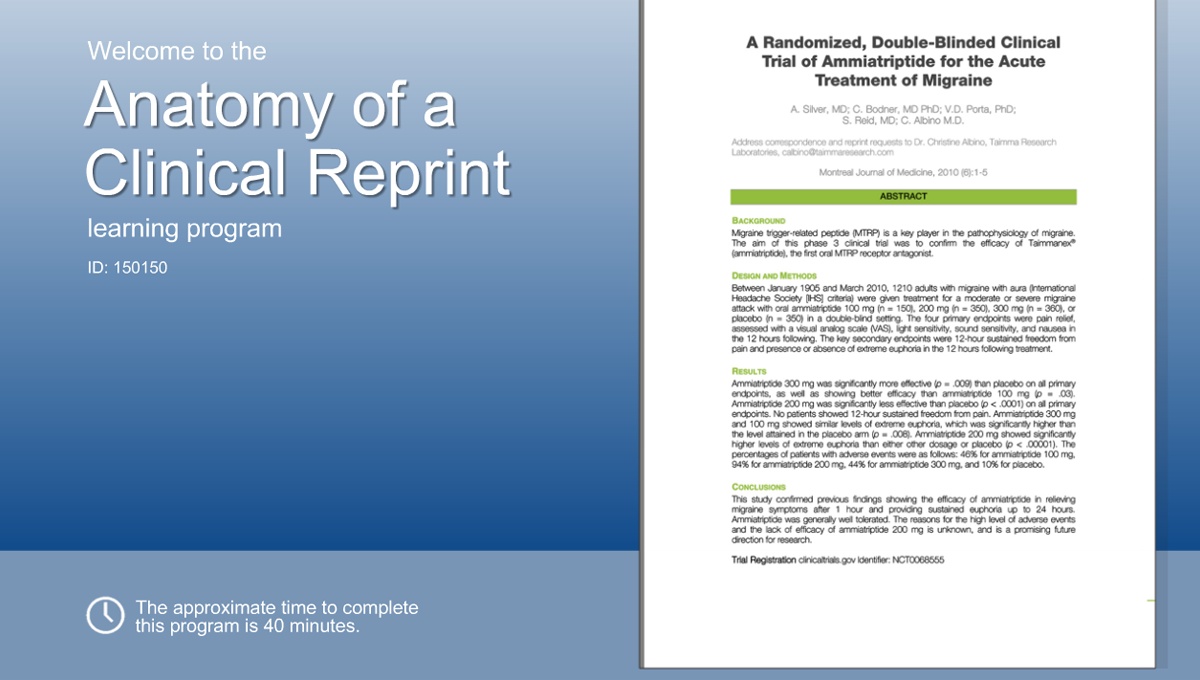 Welcome to the
Anatomy of a
Clinical Reprint
learning program
ID: 150150
The approximate time to complete
this program is 40 minutes.
A Randomized, Double-Blinded Clinical
Trial of Ammiatriptide for the Acute
Treatment of Migraine
A. Silver, MD; C. Bodner, MD PhD; V.D. Porta, PhD;
S. Reid, MD; C. Albino M.D.
Address correspondence and reprint requests to Dr. Christine Albino, Taimma Research
Laboratories, calbino@taimmaresearch.com
Montreal Journal of Medicine, 2010 (6):1-5
ABSTRACT
BACKGROUND
Migraine trigger-related peptide (MTRP) is a key player in the pathophysiology of migraine.
The aim of this phase 3 clinical trial was to confirm the efficacy of Taimmanex®
(ammiatriptide), the first oral MTRP receptor antagonist.
DESIGN AND METHODS
Between January 1905 and March 2010, 1210 adults with migraine with aura (International
Headache Society [IHS] criteria) were given treatment for a moderate or severe migraine
attack with oral ammiatriptide 100 mg (n = 150), 200 mg (n = 350), 300 mg (n = 360), or
placebo (n = 350) in a double-blind setting. The four primary endpoints were pain relief,
assessed with a visual analog scale (VAS), light sensitivity, sound sensitivity, and nausea in
the 12 hours following. The key secondary endpoints were 12-hour sustained freedom from
pain and presence or absence of extreme euphoria in the 12 hours following treatment.
RESULTS
Ammiatriptide 300 mg was significantly more effective (p = .009) than placebo on all primary
endpoints, as well as showing better efficacy than ammiatriptide 100 mg (p = .03).
Ammiatriptide 200 mg was significantly less effective than placebo (p < .0001) on all primary
endpoints. No patients showed 12-hour sustained freedom from pain. Ammiatriptide 300 mg
and 100 mg showed similar levels of extreme euphoria, which was significantly higher than
the level attained in the placebo arm (p = .006). Ammiatriptide 200 mg showed significantly
higher levels of extreme euphoria than either other dosage or placebo (p < .00001). The
percentages of patients with adverse events were as follows: 46% for ammiatriptide 100 mg,
94% for ammiatriptide 200 mg, 44% for ammiatriptide 300 mg, and 10% for placebo.
CONCLUSIONS
This study confirmed previous findings showing the efficacy of ammiatriptide in relieving
migraine symptoms after 1 hour and providing sustained euphoria up to 24 hours.
Ammiatriptide was generally well tolerated. The reasons for the high level of adverse events
and the lack of efficacy of ammiatriptide 200 mg is unknown, and is a promising future
direction for research.
Trial Registration clinicaltrials.gov Identifier: NCT0068555